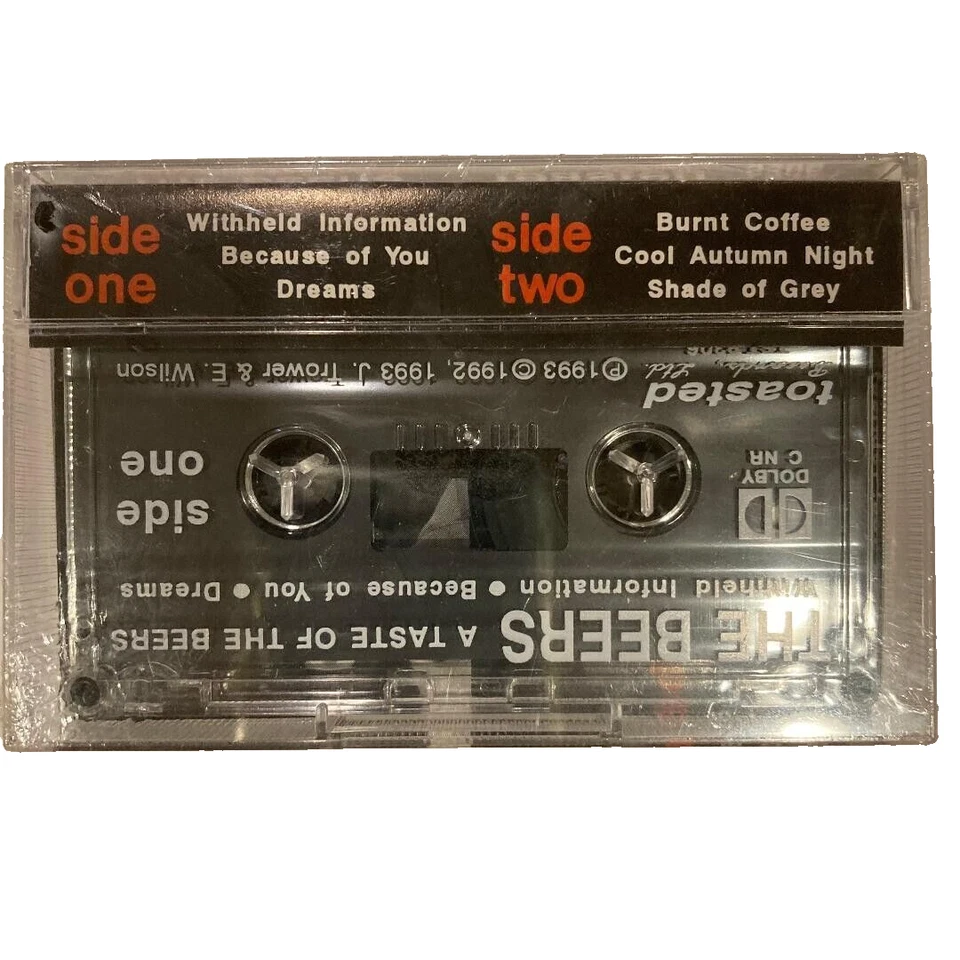 side one
Withheld Information
Because of You
Dreams
side two
Burnt Coffee
Cool Autumn Night
Shade of Grey
THE BEERS A TASTE OF THE BEERS
Withheld Information • Because of You • Dreams
DOLBY C NR
side one
toasted
Records, Ltd.
℗1993 ©1992, 1993 J. Trower & E. Wilson